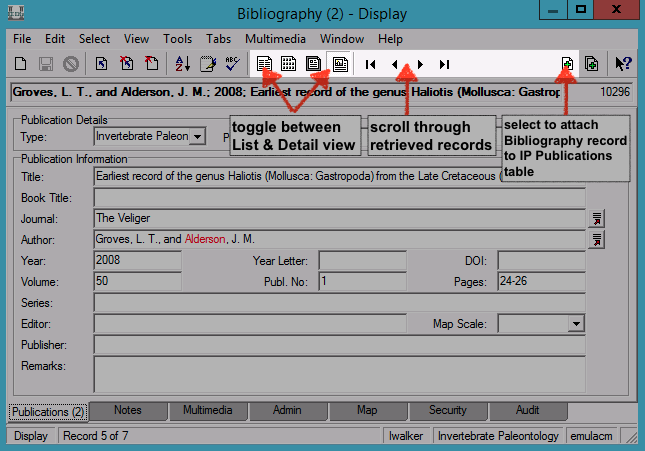 Bibliography (2) - Display
File Edit Select View Tools Tabs Multimedia Window Help
Groves, L. T., and Alderson, J. M.; 2008; Earliest record of the genus Haliotis (Mollusca: Gastrop 10296
toggle between
List & Detail view
scroll through
retrieved records
select to attach
Bibliography record
to IP Publications
table
Publication Details
Type: Invertebrate Paleon P
Publication Information
Title: Earliest record of the genus Haliotis (Mollusca: Gastropoda) from the Late Cretaceous (
Book Title:
Journal: The Veliger
Author: Groves, L. T., and Alderson, J. M.
Year: 2008 Year Letter: DOI:
Volume: 50 Publ. No: 1 Pages: 24-26
Series:
Editor: Map Scale:
Publisher:
Remarks:
Publications (2) Notes Multimedia Admin Map Security Audit
Display Record 5 of 7 lwalker Invertebrate Paleontology emulacm